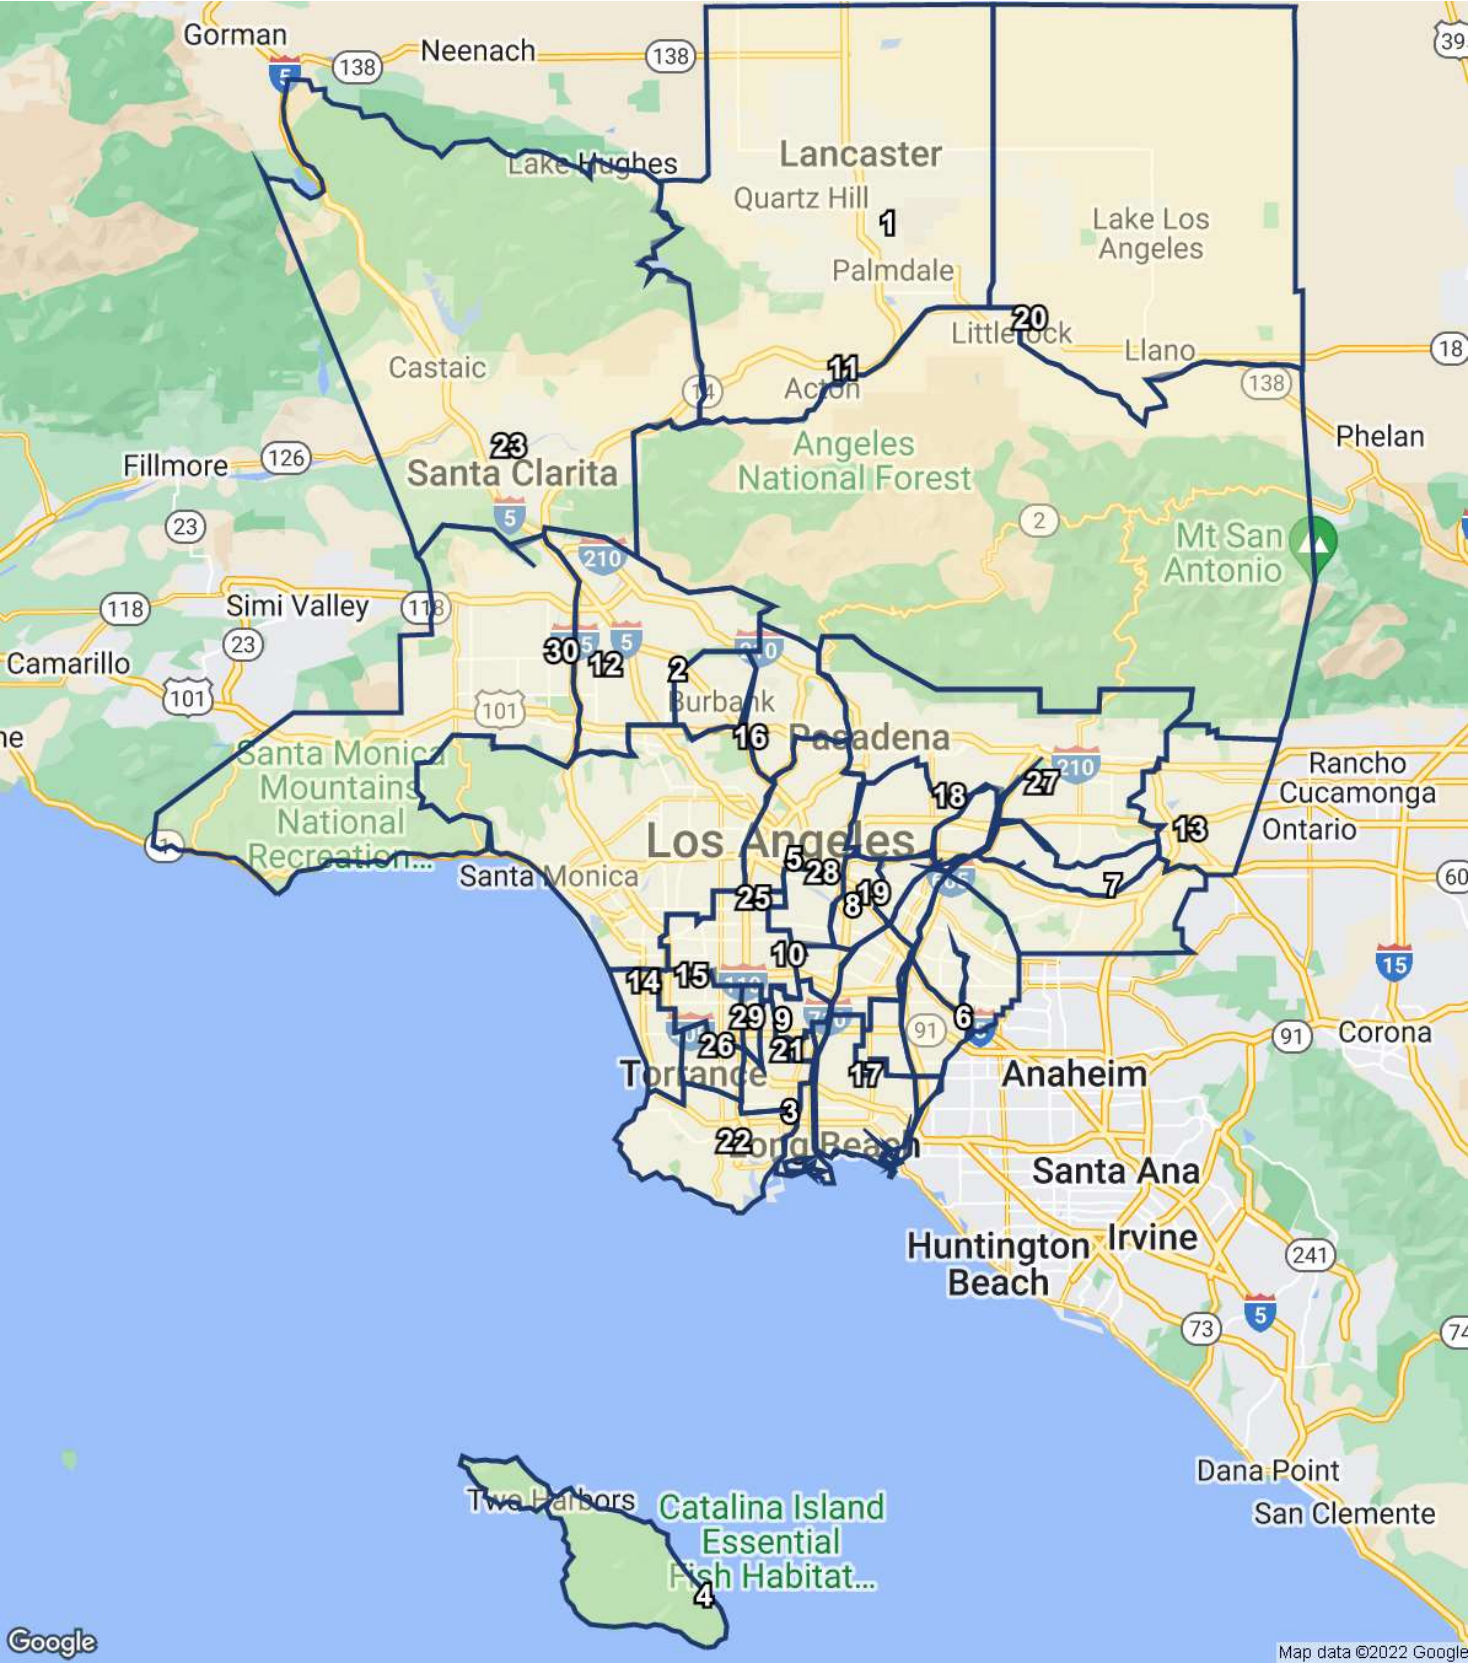 Gorman
Neenach
138
138
39
5
Lake Hughes
Lancaster
Quartz Hill
1
Lake Los
Angeles
Palmdale
20
Littlerock
Llano
18
Castaic
11
14
Acton
138
23
Santa Clarita
Angeles
National Forest
Phelan
Fillmore
126
5
2
23
210
Mt San
Antonio
118
Simi Valley
118
23
30
5
12
2
Camarillo
101
101
Burbank
16
Pasadena
Santa Monica
Mountains
National
Recreation...
1
18
27
210
Rancho
Cucamonga
13
Ontario
Los Angeles
5
28
Santa Monica
25
8
19
605
7
60
10
14
15
110
15
29
9
6
91
5
91
Corona
26
21
17
Torrance
Anaheim
3
22
Long Beach
Santa Ana
Huntington
Beach
Irvine
241
5
73
74
Dana Point
San Clemente
Two Harbors
Catalina Island
Essential
Fish Habitat...
4
Google
Map data ©2022 Google